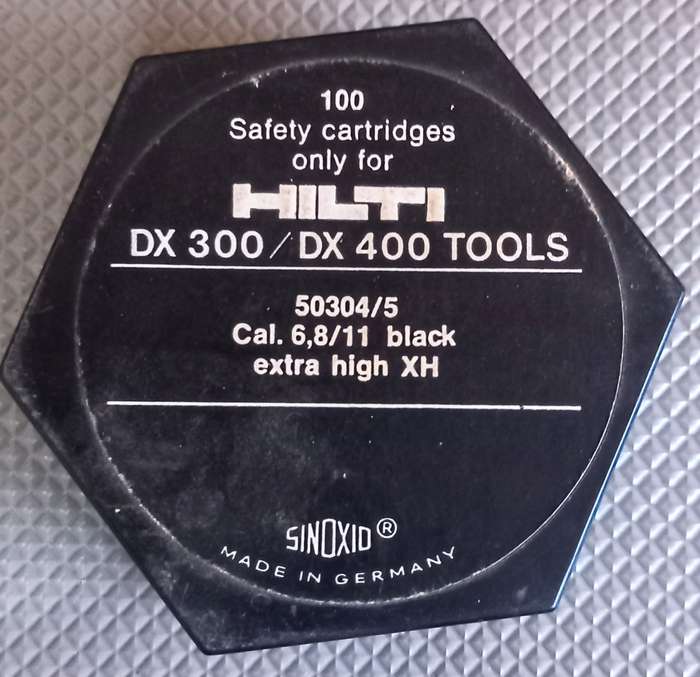 100
Safety cartridges
only for
HILTI
DX 300 / DX 400 TOOLS
50304/5
Cal. 6,8/11 black
extra high XH
SINOXID®
MADE IN GERMANY